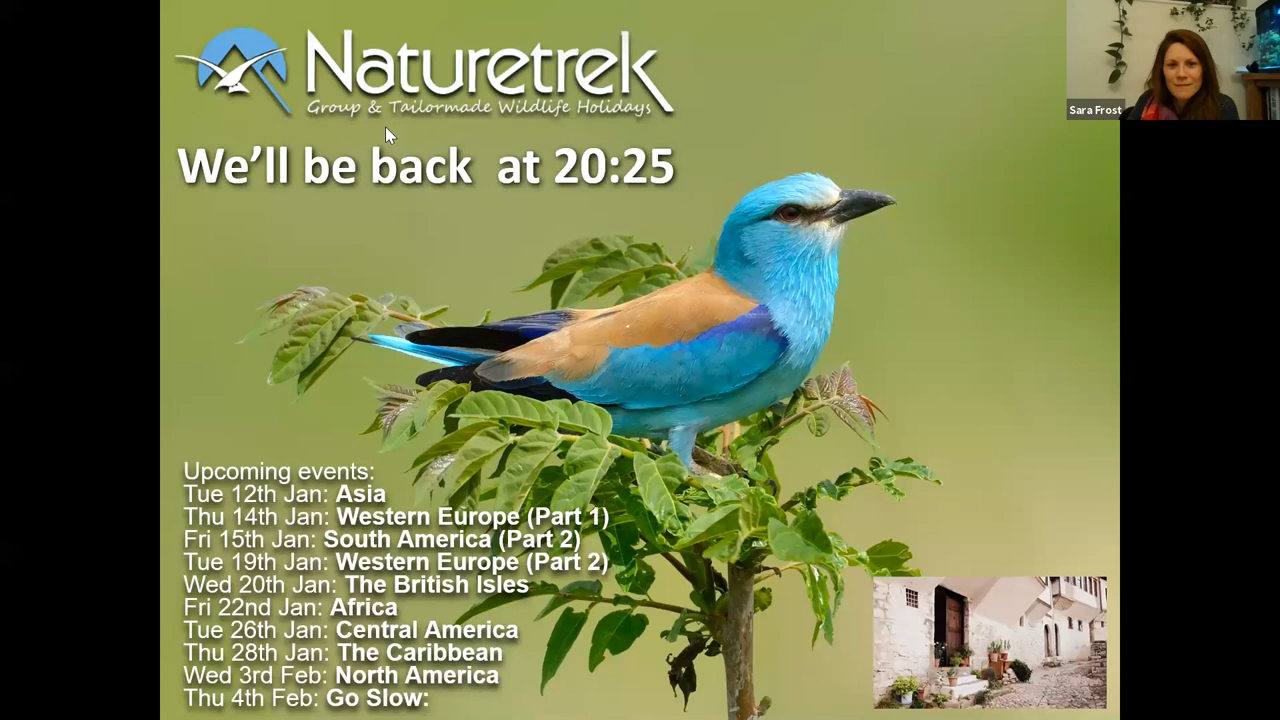 Naturetrek
Group & Tailormade Wildlife Holidays
We'll be back at 20:25
Sara Frost
Upcoming events:
Tue 12th Jan: Asia
Thu 14th Jan: Western Europe (Part 1)
Fri 15th Jan: South America (Part 2)
Tue 19th Jan: Western Europe (Part 2)
Wed 20th Jan: The British Isles
Fri 22nd Jan: Africa
Tue 26th Jan: Central America
Thu 28th Jan: The Caribbean
Wed 3rd Feb: North America
Thu 4th Feb: Go Slow: